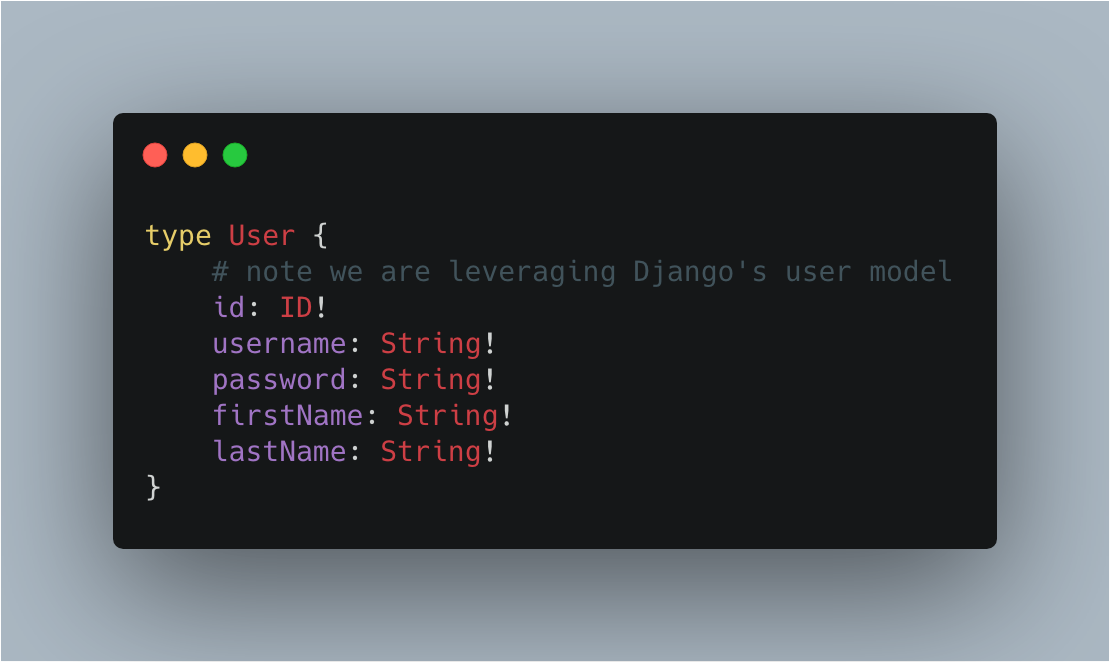 type User {
    # note we are leveraging Django's user model
    id: ID!
    username: String!
    password: String!
    firstName: String!
    lastName: String!
}